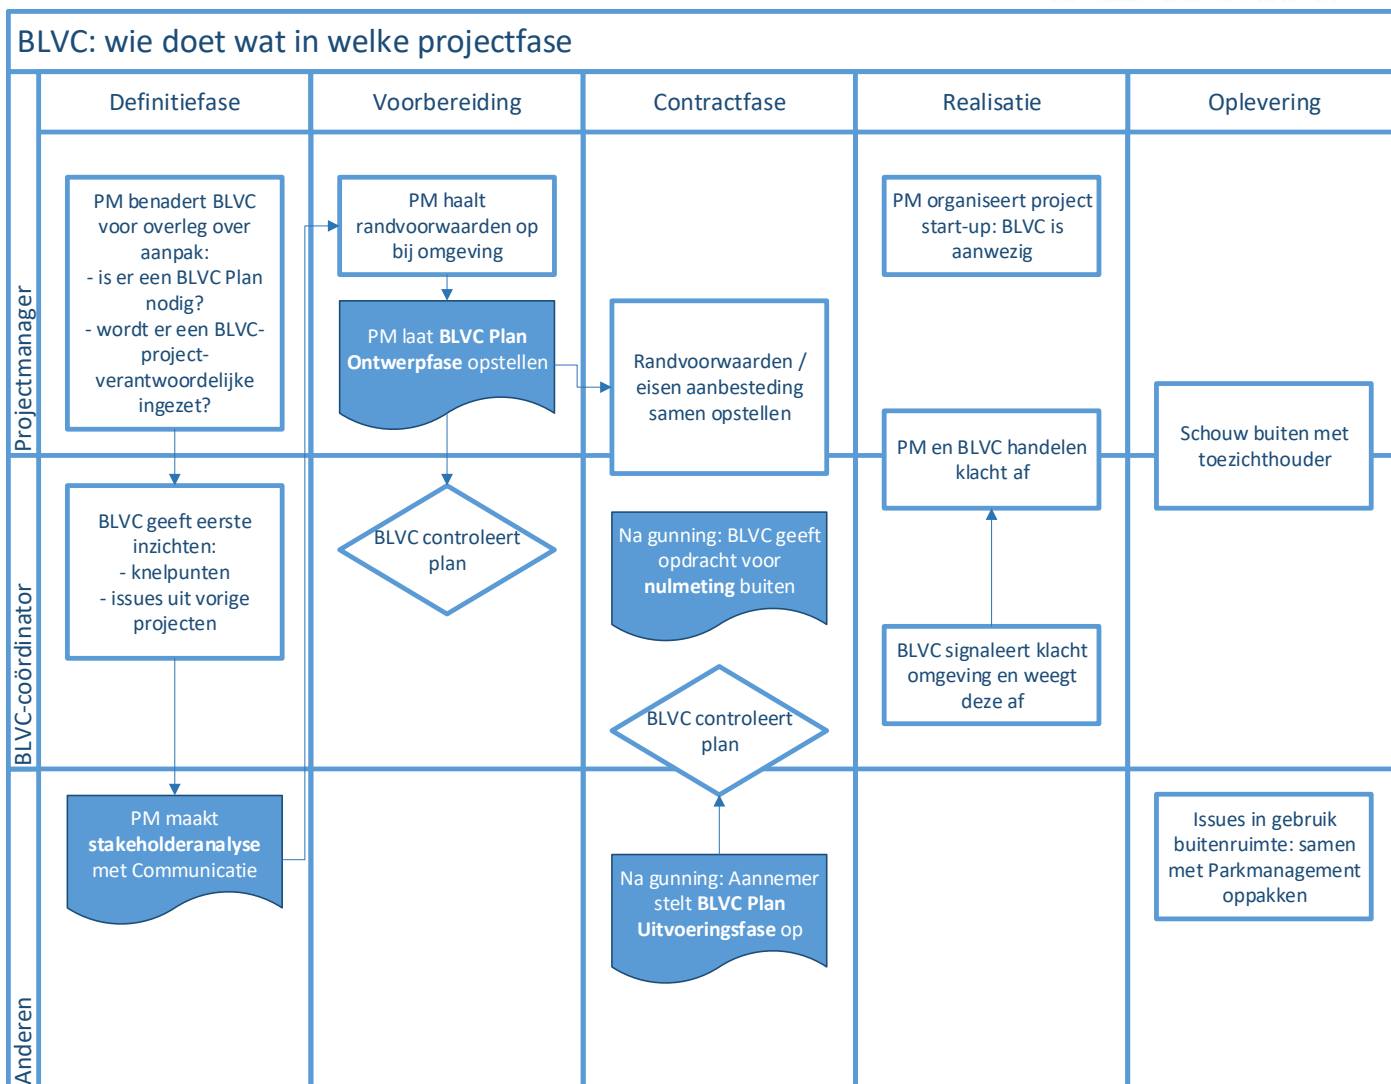 BLVC: wie doet wat in welke projectfase
Definitiefase
Voorbereiding
Contractfase
Realisatie
Oplevering
Projectmanager
PM benadert BLVC
voor overleg over
aanpak:
- is er een BLVC Plan
nodig?
- wordt er een BLVC-
project-
verantwoordelijke
ingezet?
PM haalt
randvoorwaarden op
bij omgeving
PM laat BLVC Plan
Ontwerpfase opstellen
Randvoorwaarden /
eisen aanbesteding
samen opstellen
PM organiseert project
start-up: BLVC is
aanwezig
PM en BLVC handelen
klacht af
Schouw buiten met
toezichthouder
BLVC-coördinator
BLVC geeft eerste
inzichten:
- knelpunten
- issues uit vorige
projecten
BLVC controleert
plan
Na gunning: BLVC geeft
opdracht voor
nulmeting buiten
BLVC controleert
plan
BLVC signaleert klacht
omgeving en weegt
deze af
Anderen
PM maakt
stakeholderanalyse
met Communicatie
Na gunning: Aannemer
stelt BLVC Plan
Uitvoeringsfase op
Issues in gebruik
buitenruimte: samen
met Parkmanagement
oppakken